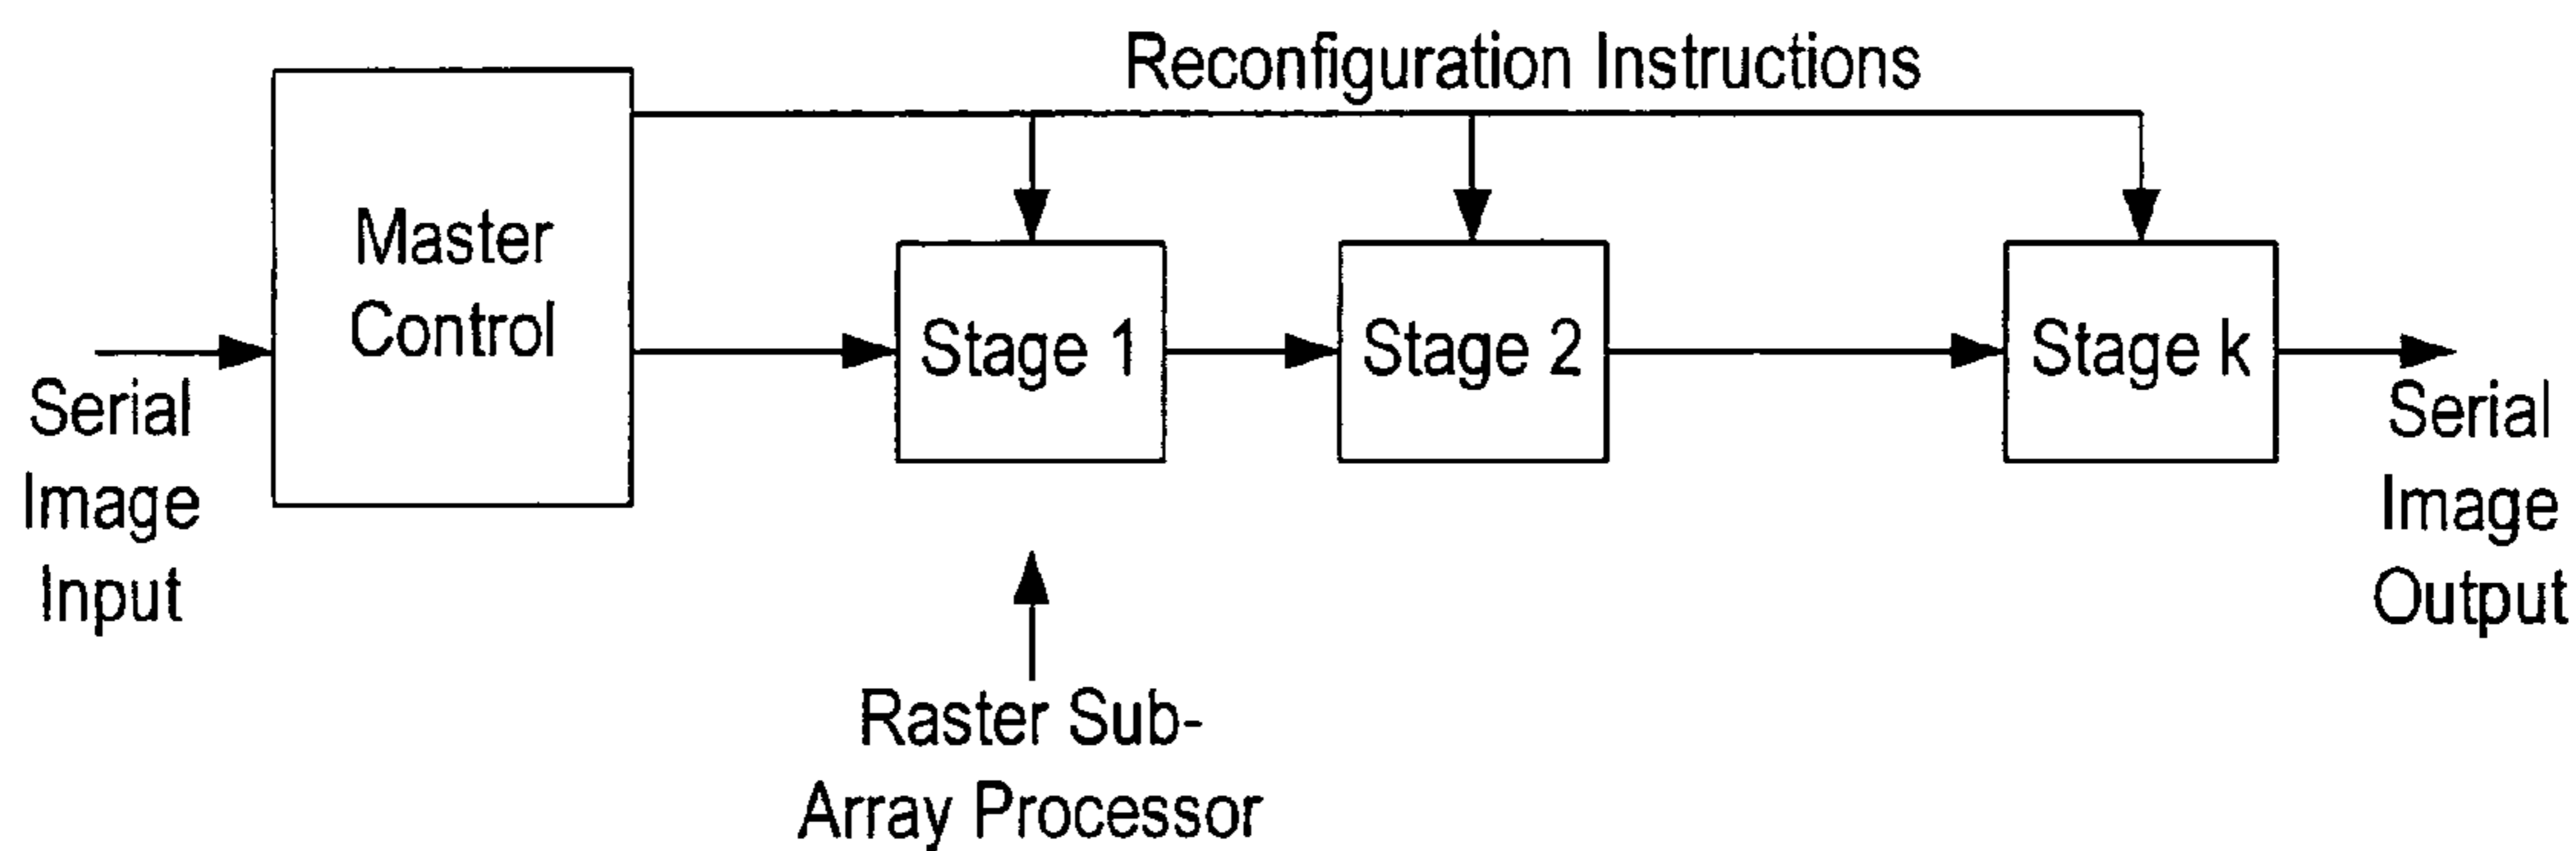 Reconfiguration Instructions
Master
Control
Stage 1
Stage 2
Stage k
Serial
Image
Input
Serial
Image
Output
Raster Sub-
Array Processor